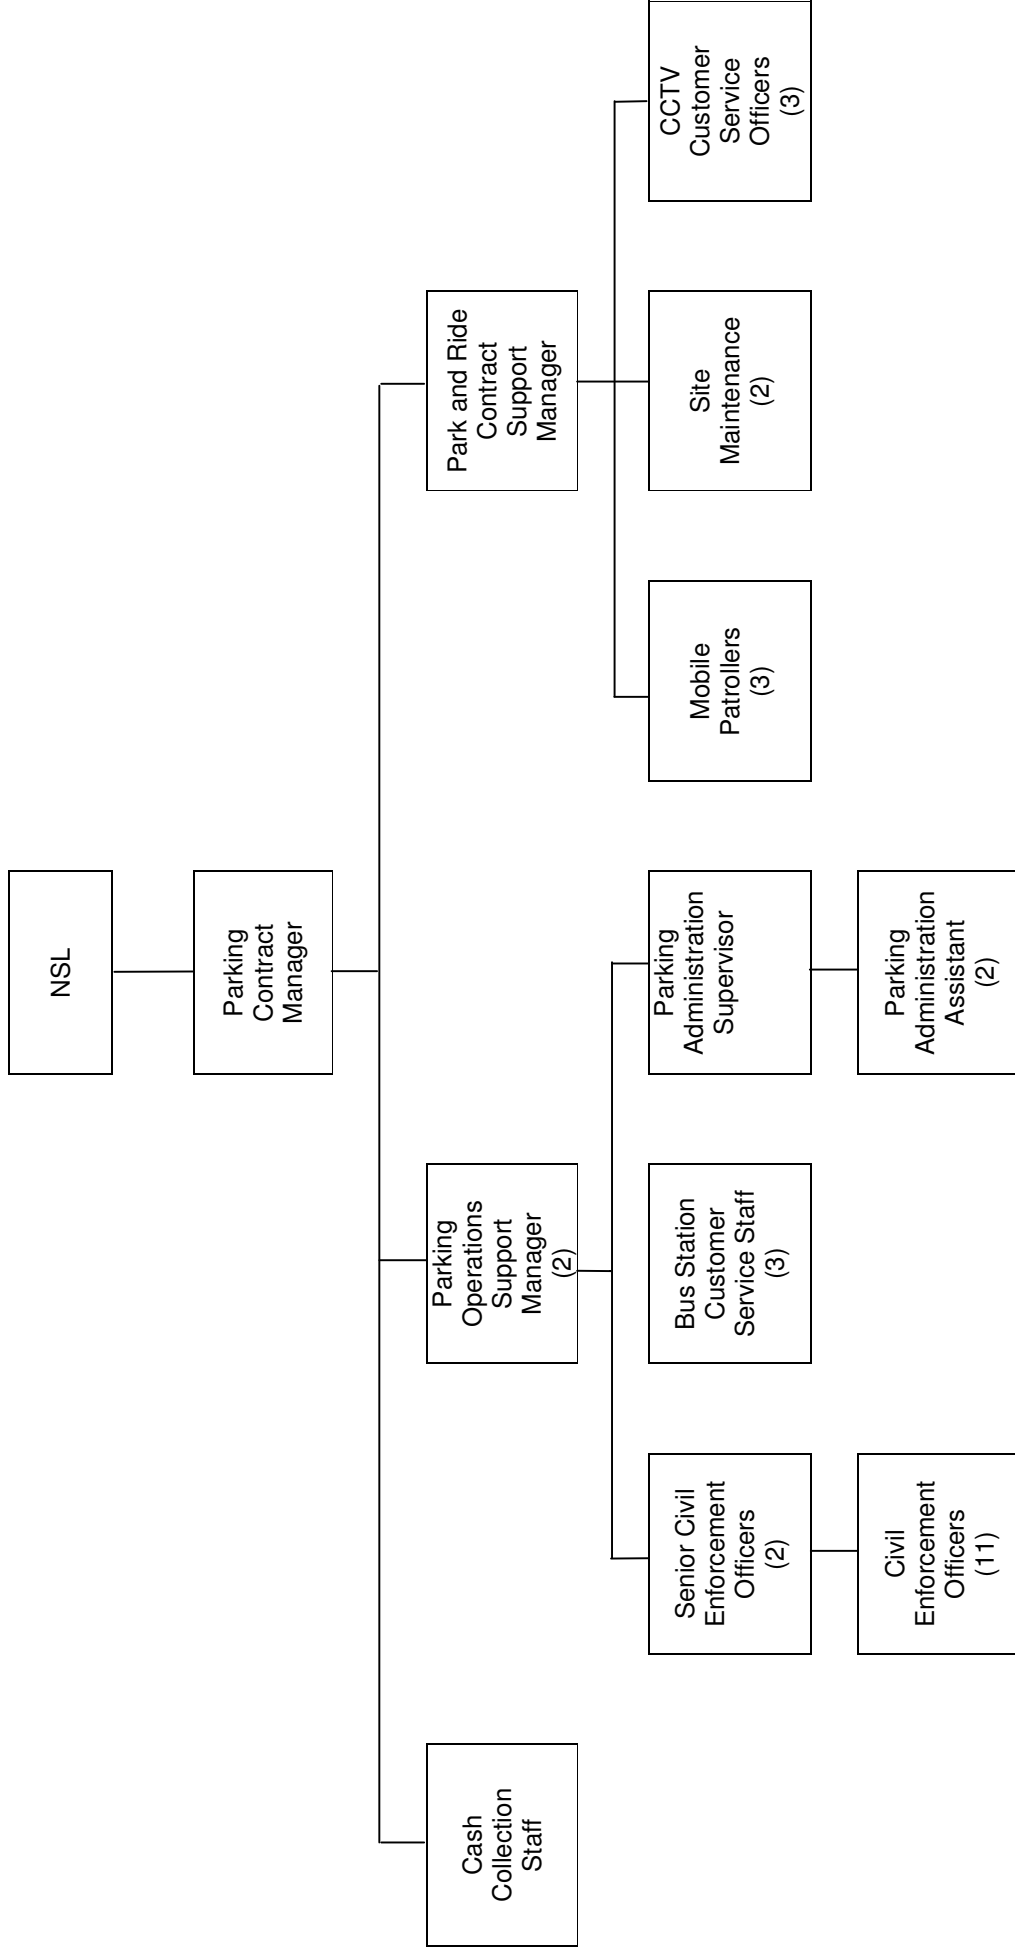 NSL
Parking
Contract
Manager
Cash
Collection
Staff
Parking
Operations
Support
Manager
(2)
Park and Ride
Contract
Support
Manager
Senior Civil
Enforcement
Officers
(2)
Bus Station
Customer
Service Staff
(3)
Parking
Administration
Supervisor
Mobile
Patrollers
(3)
Site
Maintenance
(2)
CCTV
Customer
Service
Officers
(3)
Civil
Enforcement
Officers
(11)
Parking
Administration
Assistant
(2)